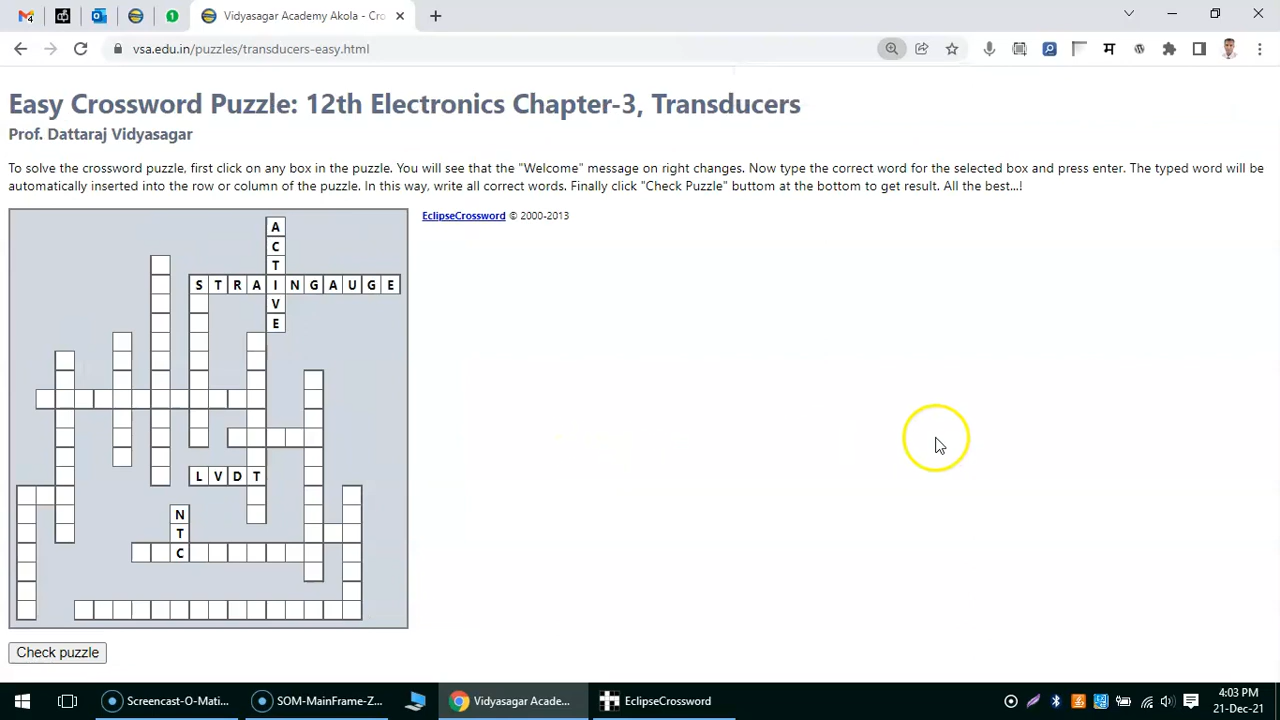 Vidyasagar Academy Akola - Cro
vsa.edu.in/puzzles/transducers-easy.html
Easy Crossword Puzzle: 12th Electronics Chapter-3, Transducers
Prof. Dattaraj Vidyasagar
To solve the crossword puzzle, first click on any box in the puzzle. You will see that the "Welcome" message on right changes. Now type the correct word for the selected box and press enter. The typed word will be
automatically inserted into the row or column of the puzzle. In this way, write all correct words. Finally click "Check Puzzle" buttom at the bottom to get result. All the best...!
EclipseCrossword © 2000-2013
A
C
T
STRAINGAUGE
V
E
LVDT
N
T
C
Check puzzle
Screencast-O-Mati...
SOM-MainFrame-Z...
Vidyasagar Acade...
EclipseCrossword
4:03 PM
21-Dec-21